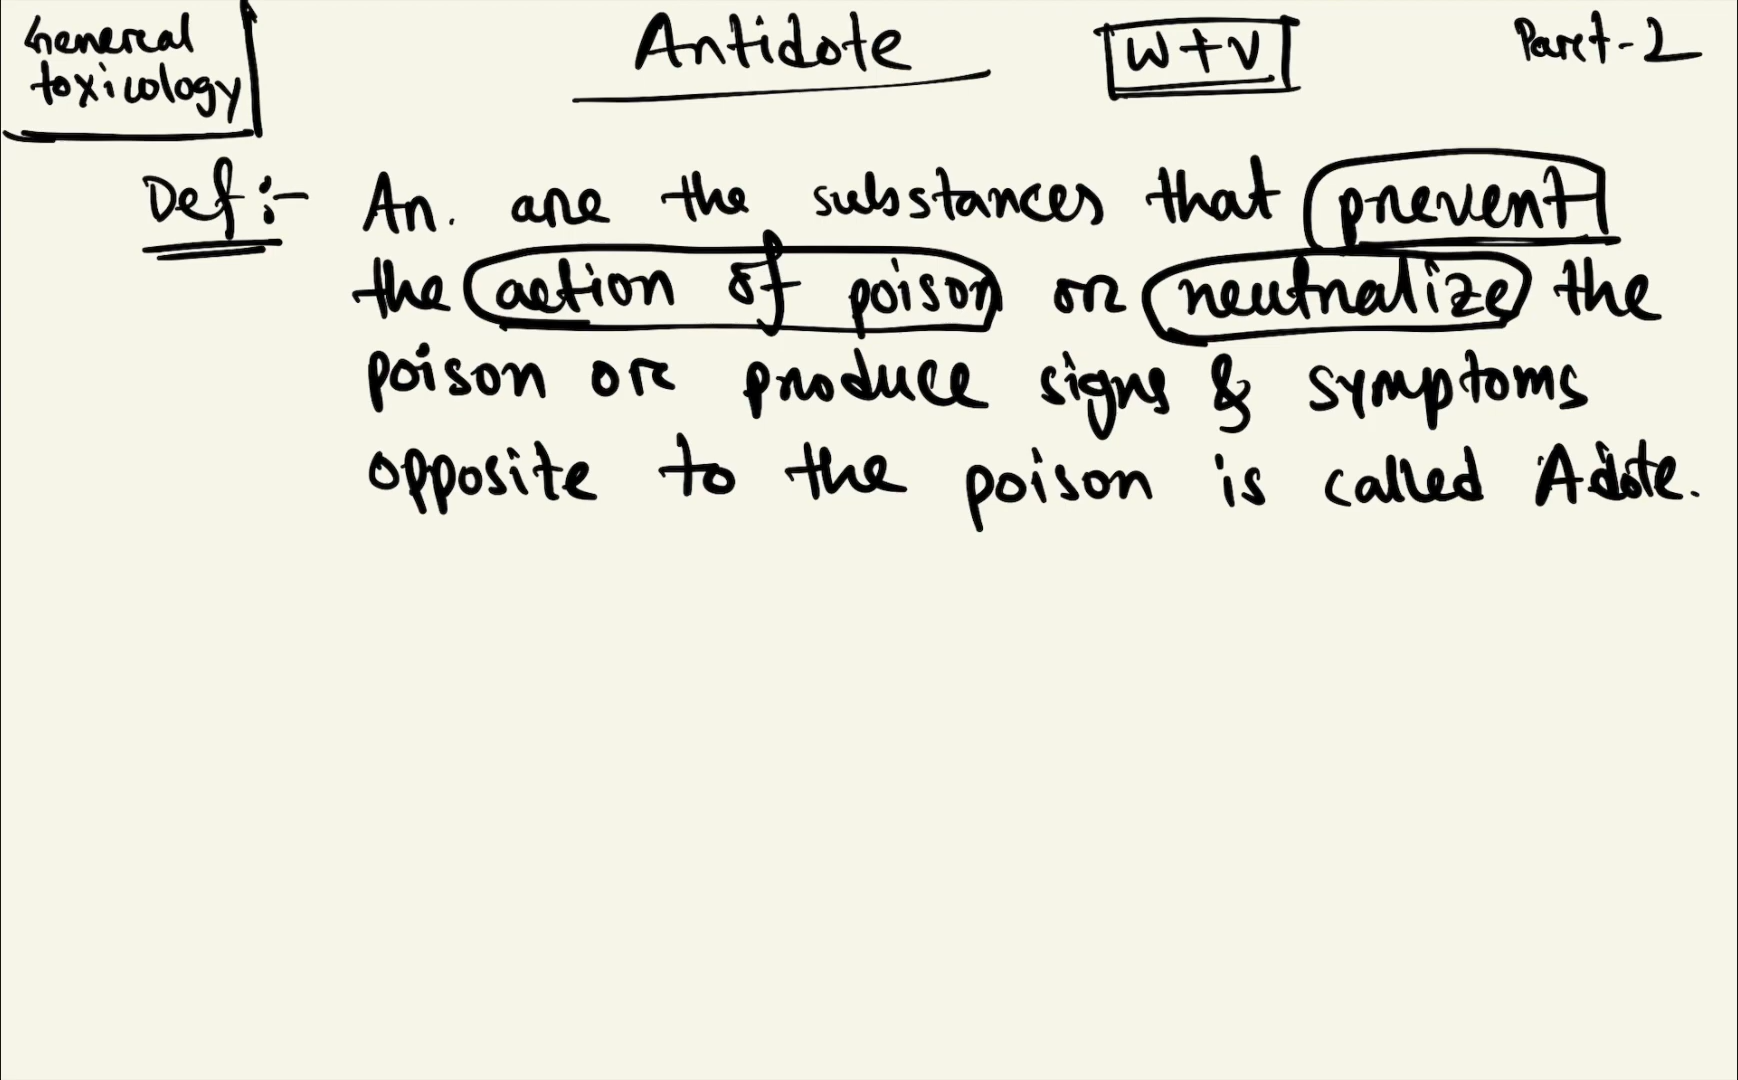 General
toxicology
Antidote
W+V
Part-2
Def:- An. are the substances that prevent
the action of poison or neutralize the
poison or produce signs & symptoms
opposite to the poison is called Adote.